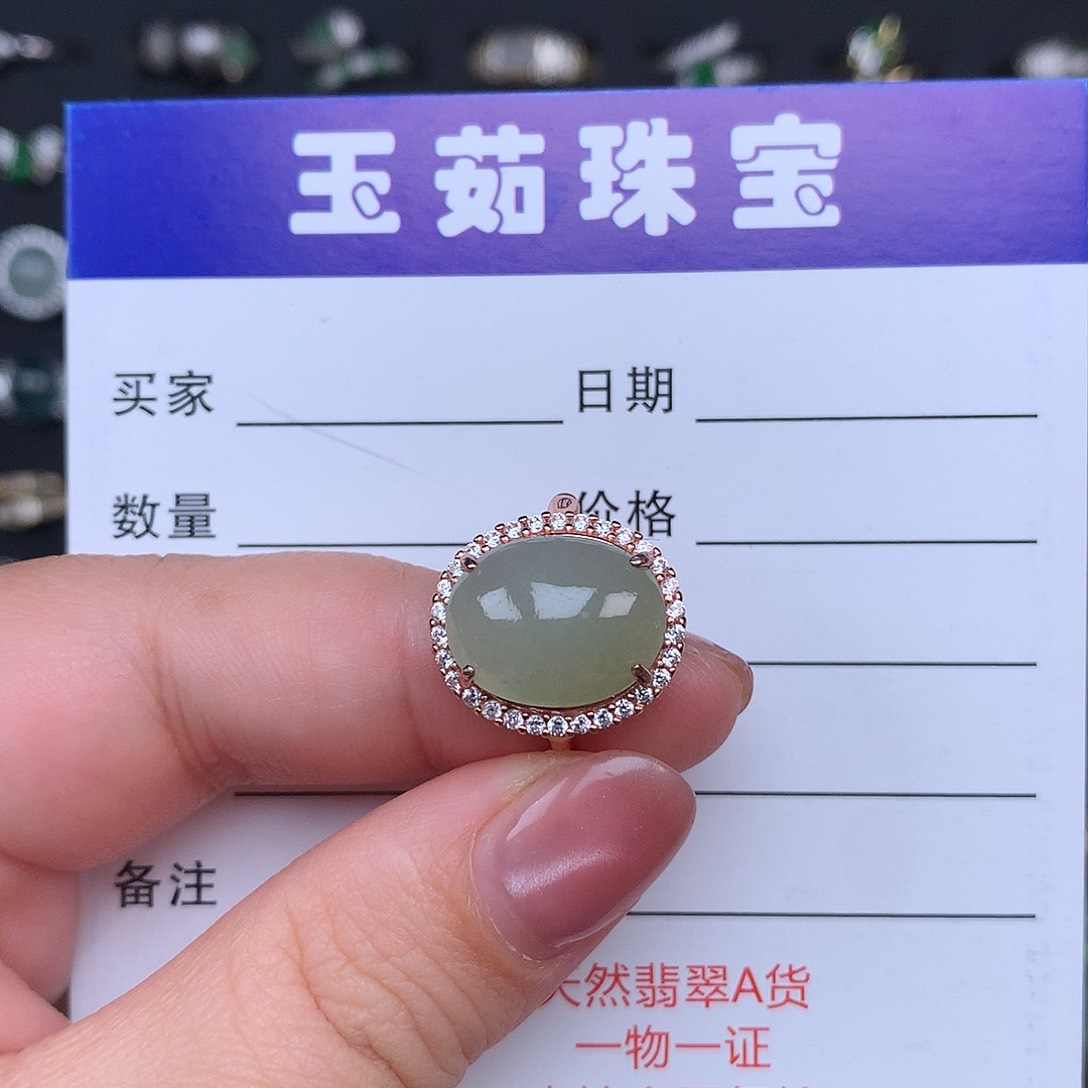 玉茹珠宝
买家 日期
数量 价格
备注
天然翡翠A货
一物一证